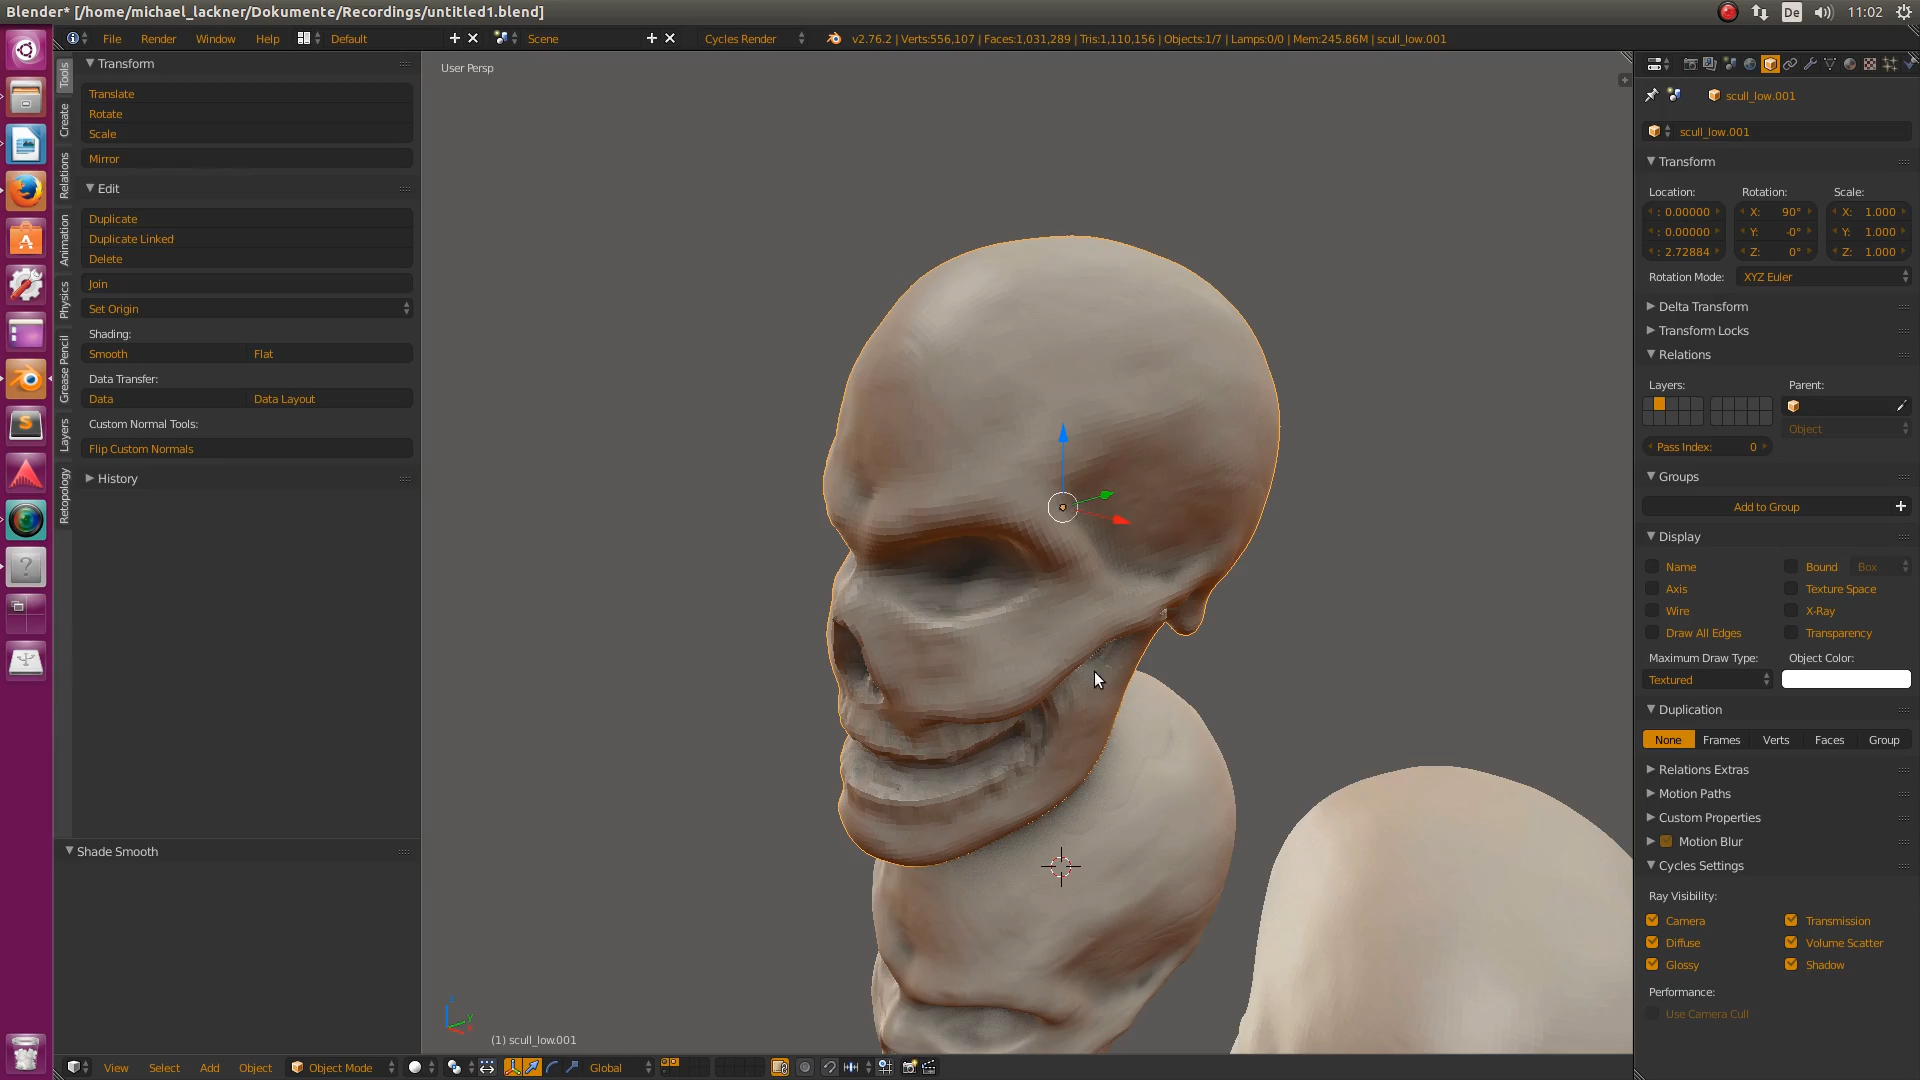 Blender* [/home/michael_lackner/Dokumente/Recordings/untitled1.blend]
De
11:02
File Render Window Help
Default
Scene
Cycles Render
v2.76.2 | Verts:556,107 | Faces:1,031,289 | Tris:1,110,156 | Objects:1/7 | Lamps:0/0 | Mem:245.86M | scull_low.001
Tools
Create
Relations
Animation
Physics
Grease Pencil
Layers
Retopology
Transform
Translate
Rotate
Scale
Mirror
Edit
Duplicate
Duplicate Linked
Delete
Join
Set Origin
Shading:
Smooth Flat
Data Transfer:
Data Data Layout
Custom Normal Tools:
Flip Custom Normals
History
Shade Smooth
User Persp
(1) scull_low.001
View Select Add Object Object Mode Global
scull_low.001
scull_low.001
Transform
Location: Rotation: Scale:
: 0.00000 X: 90° X: 1.000
: 0.00000 Y: -0° Y: 1.000
: 2.72884 Z: 0° Z: 1.000
Rotation Mode: XYZ Euler
Delta Transform
Transform Locks
Relations
Layers: Parent:
Object
Pass Index: 0
Groups
Add to Group
Display
Name Bound Box
Axis Texture Space
Wire X-Ray
Draw All Edges Transparency
Maximum Draw Type: Object Color:
Textured
Duplication
None Frames Verts Faces Group
Relations Extras
Motion Paths
Custom Properties
Motion Blur
Cycles Settings
Ray Visibility:
Camera Transmission
Diffuse Volume Scatter
Glossy Shadow
Performance:
Use Camera Cull